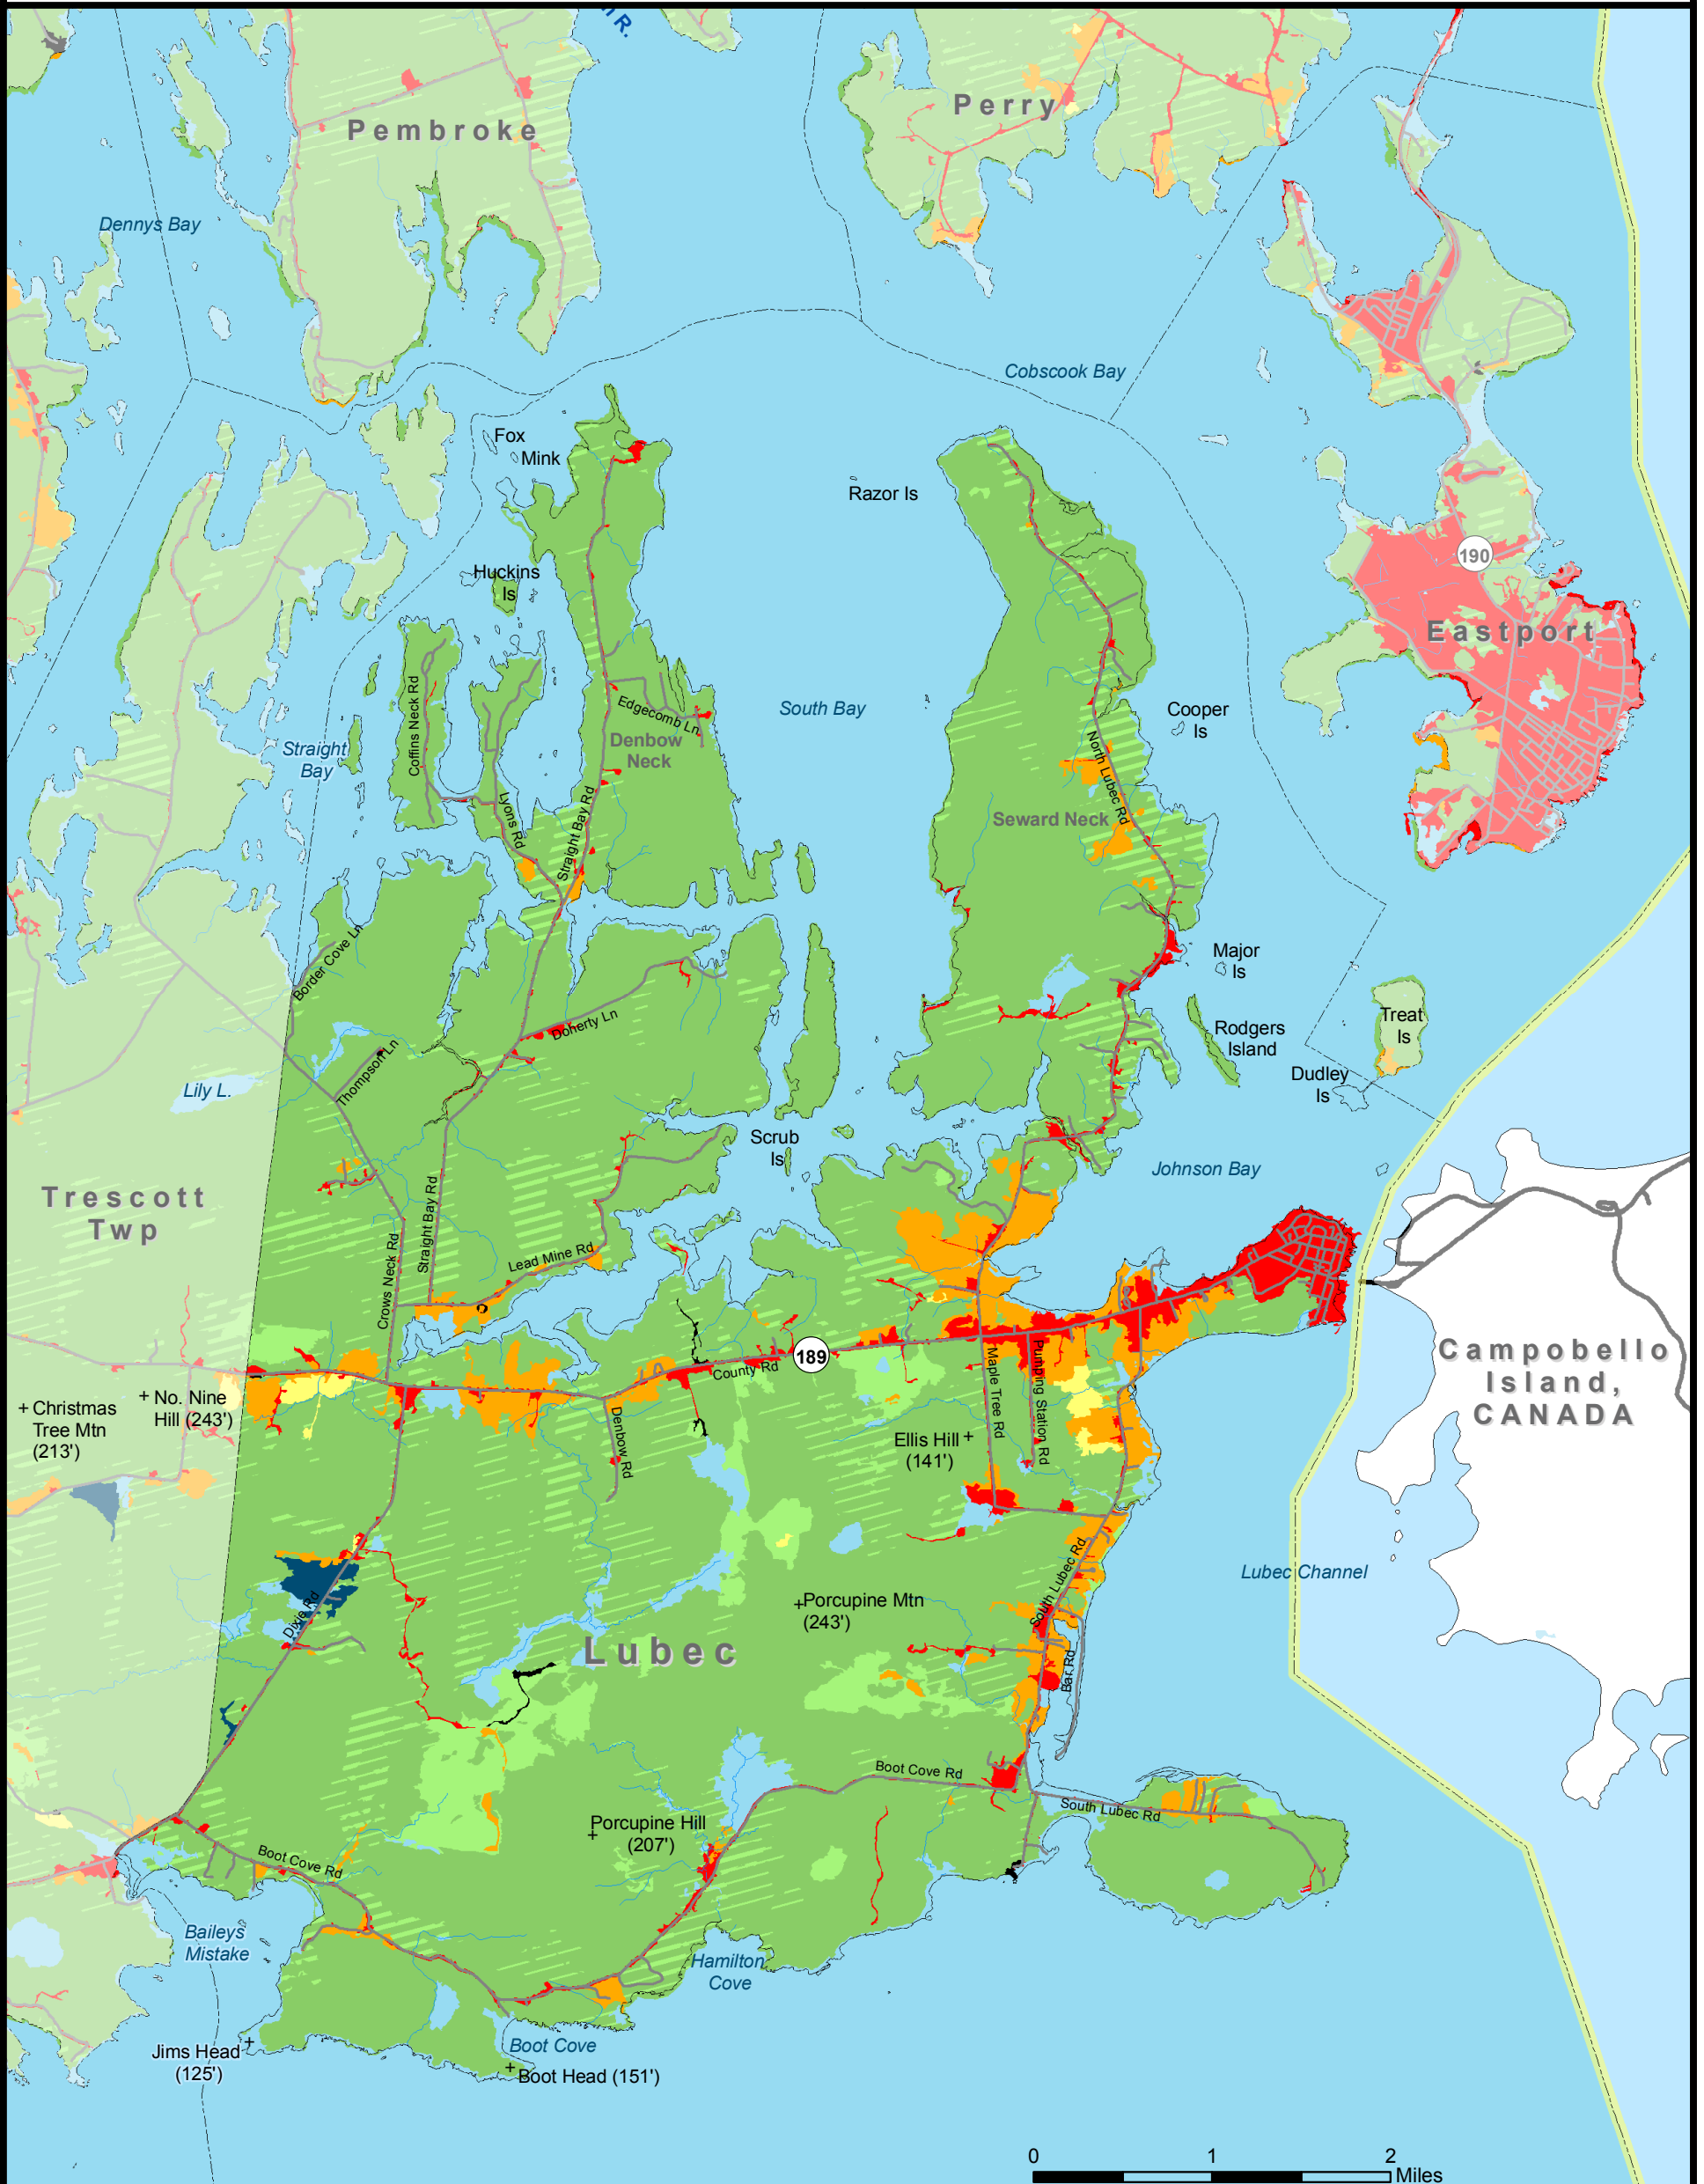 n R.
Perry
Pembroke
Dennys Bay
Cobscook Bay
Fox
Mink
Razor Is
190
Huckins
Is
Eastport
Coffins Neck Rd
Edgecomb Ln
South Bay
Cooper
Is
Denbow
Neck
Straight
Bay
North Lubec Rd
Lyons Rd
Straight Bay Rd
Seward Neck
Border Cove Ln
Major
Is
Doherty Ln
Treat
Is
Rodgers
Island
Thompson Ln
Lily L.
Dudley
Is
Scrub
Is
Johnson Bay
Trescott
Twp
Straight Bay Rd
Crows Neck Rd
Lead Mine Rd
189
County Rd
Maple Tree Rd
Pumping Station Rd
Campobello
Island,
CANADA
No. Nine
Hill (243')
Christmas
Tree Mtn
(213')
Denbow Rd
Ellis Hill
(141')
Lubec Channel
South Lubec Rd
Porcupine Mtn
(243')
Dixie Rd
Lubec
Bar Rd
Boot Cove Rd
South Lubec Rd
Porcupine Hill
(207')
Boot Cove Rd
Baileys
Mistake
Hamilton
Cove
Jims Head
(125')
Boot Cove
Boot Head (151')
0 1 2
Miles